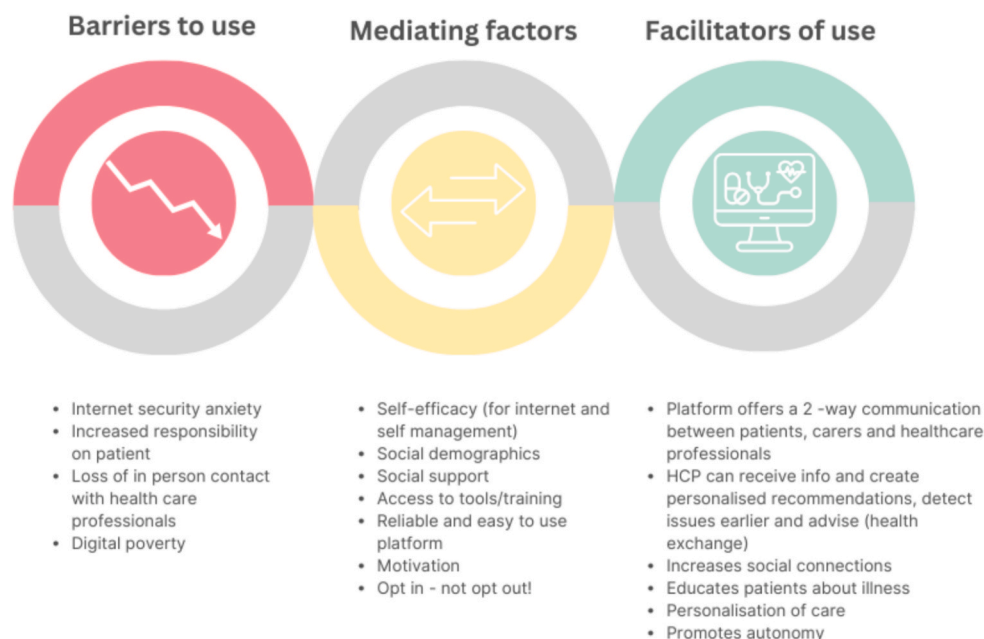 Barriers to use
Mediating factors
Facilitators of use
• Internet security anxiety
• Increased responsibility
on patient
• Loss of in person contact
with health care
professionals
• Digital poverty
• Self-efficacy (for internet and
self management)
• Social demographics
• Social support
• Access to tools/training
• Reliable and easy to use
platform
• Motivation
• Opt in - not opt out!
• Platform offers a 2 -way communication
between patients, carers and healthcare
professionals
• HCP can receive info and create
personalised recommendations, detect
issues earlier and advise (health
exchange)
• Increases social connections
• Educates patients about illness
• Personalisation of care
• Promotes autonomy